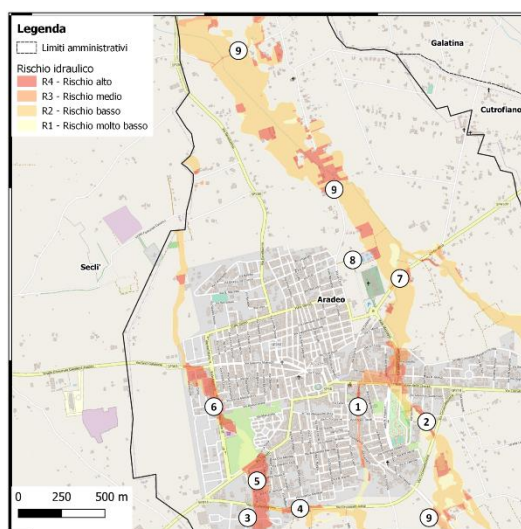 Legenda
Limiti amministrativi
Rischio idraulico
R4 - Rischio alto
R3 - Rischio medio
R2 - Rischio basso
R1 - Rischio molto basso
9
Galatina
Cutrofiano
9
Secli'
8
7
Aradeo
6
1
2
5
3
4
9
0 250 500 m